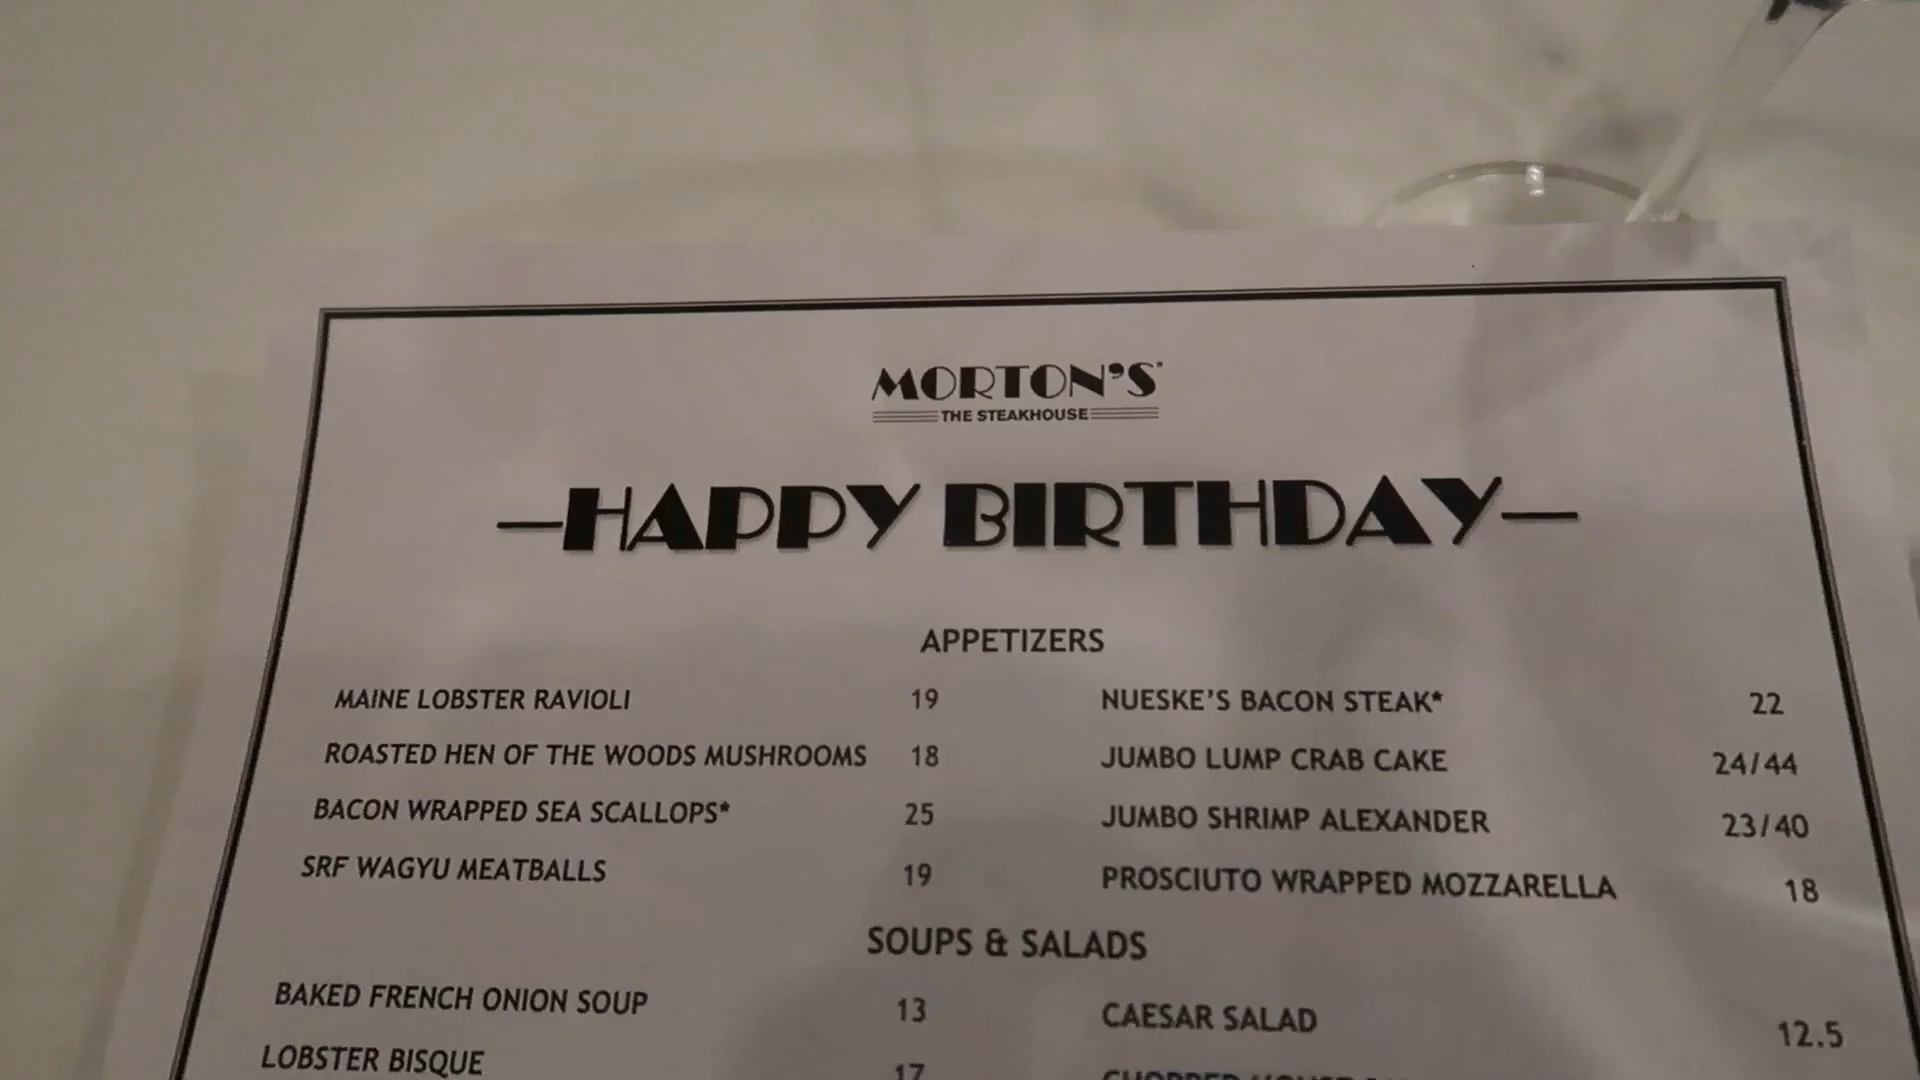 MORTON'S
THE STEAKHOUSE
—HAPPY BIRTHDAY—
APPETIZERS
MAINE LOBSTER RAVIOLI 19 NUESKE'S BACON STEAK* 22
ROASTED HEN OF THE WOODS MUSHROOMS 18 JUMBO LUMP CRAB CAKE 24/44
BACON WRAPPED SEA SCALLOPS* 25 JUMBO SHRIMP ALEXANDER 23/40
SRF WAGYU MEATBALLS 19 PROSCIUTO WRAPPED MOZZARELLA 18
SOUPS & SALADS
BAKED FRENCH ONION SOUP 13 CAESAR SALAD 12.5
LOBSTER BISQUE 17 CHOPPED HOUSE